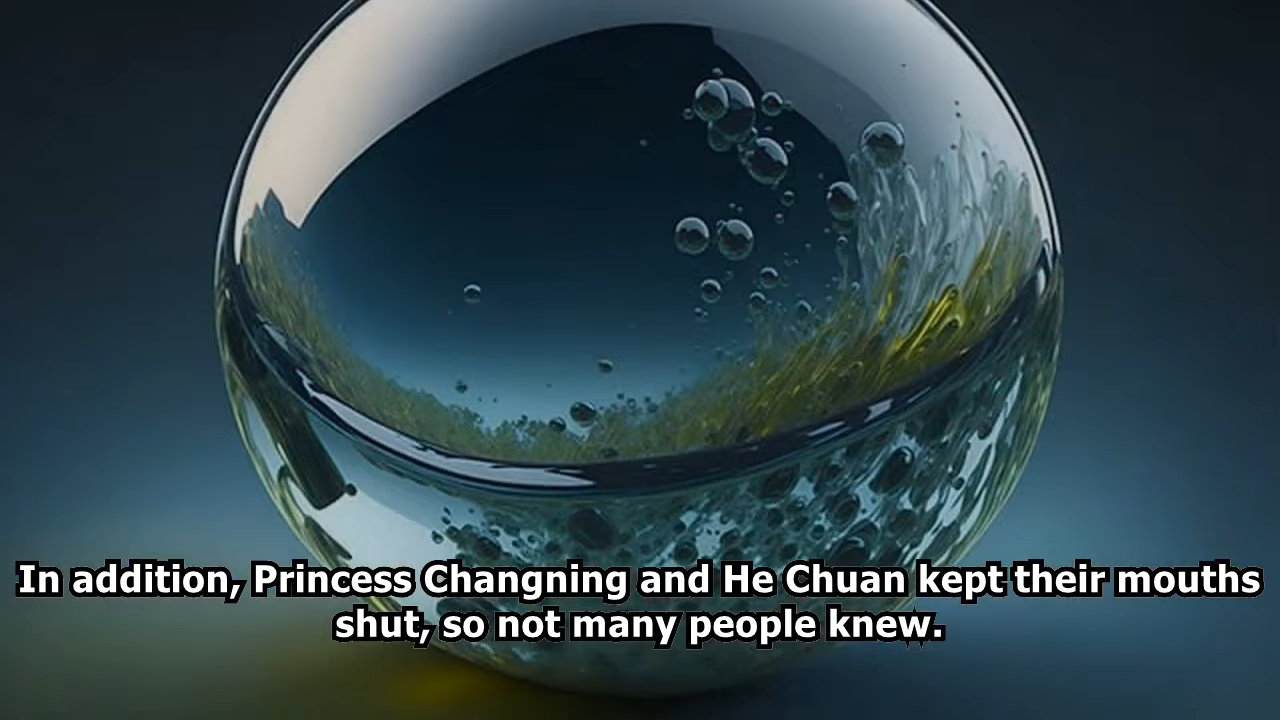 In addition, Princess Changning and He Chuan kept their mouths
shut, so not many people knew.